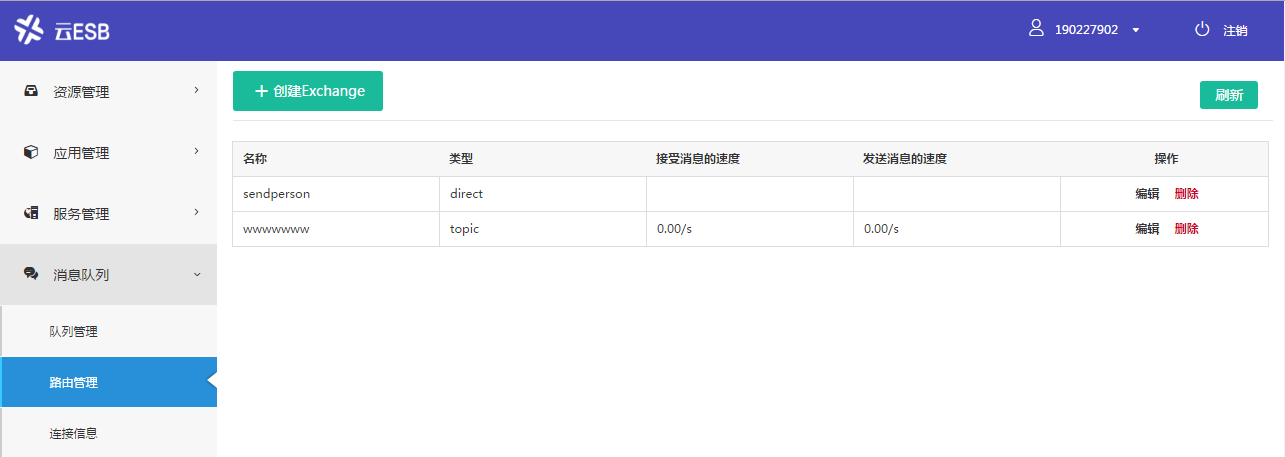 云ESB
190227902
注销
资源管理
应用管理
服务管理
消息队列
队列管理
路由管理
连接信息
创建Exchange
刷新
名称 类型 接受消息的速度 发送消息的速度 操作
sendperson direct 编辑 删除
wwwwwww topic 0.00/s 0.00/s 编辑 删除